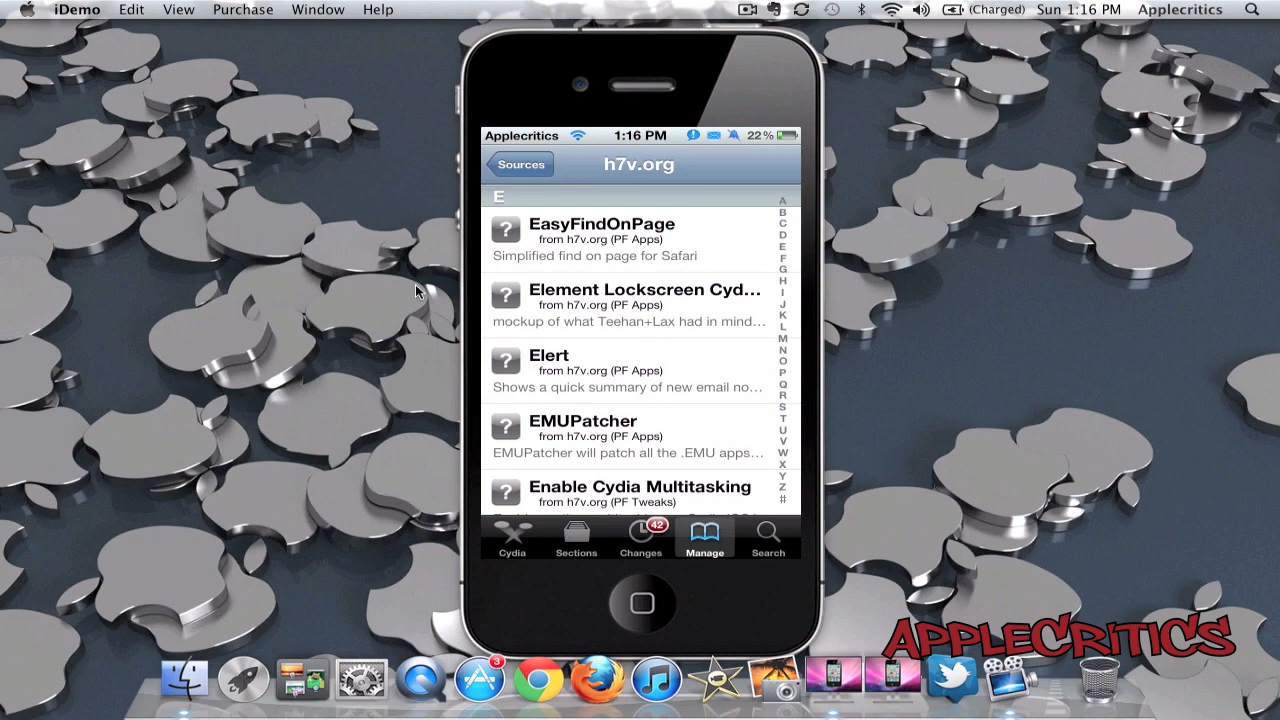 iDemo Edit View Purchase Window Help (Charged) Sun 1:16 PM Applecritics
Applecritics 1:16 PM 22%
Sources h7v.org
E
EasyFindOnPage
from h7v.org (PF Apps)
Simplified find on page for Safari
Element Lockscreen Cyd...
from h7v.org (PF Apps)
mockup of what Teehan+Lax had in mind...
Elert
from h7v.org (PF Apps)
Shows a quick summary of new email no...
EMUPatcher
from h7v.org (PF Apps)
EMUPatcher will patch all the .EMU apps...
Enable Cydia Multitasking
from h7v.org (PF Tweaks)
A
B
C
D
E
F
G
H
I
J
K
L
M
N
O
P
Q
R
S
T
U
V
W
X
Y
Z
#
42
Cydia Sections Changes Manage Search
APPLECRITICS
3